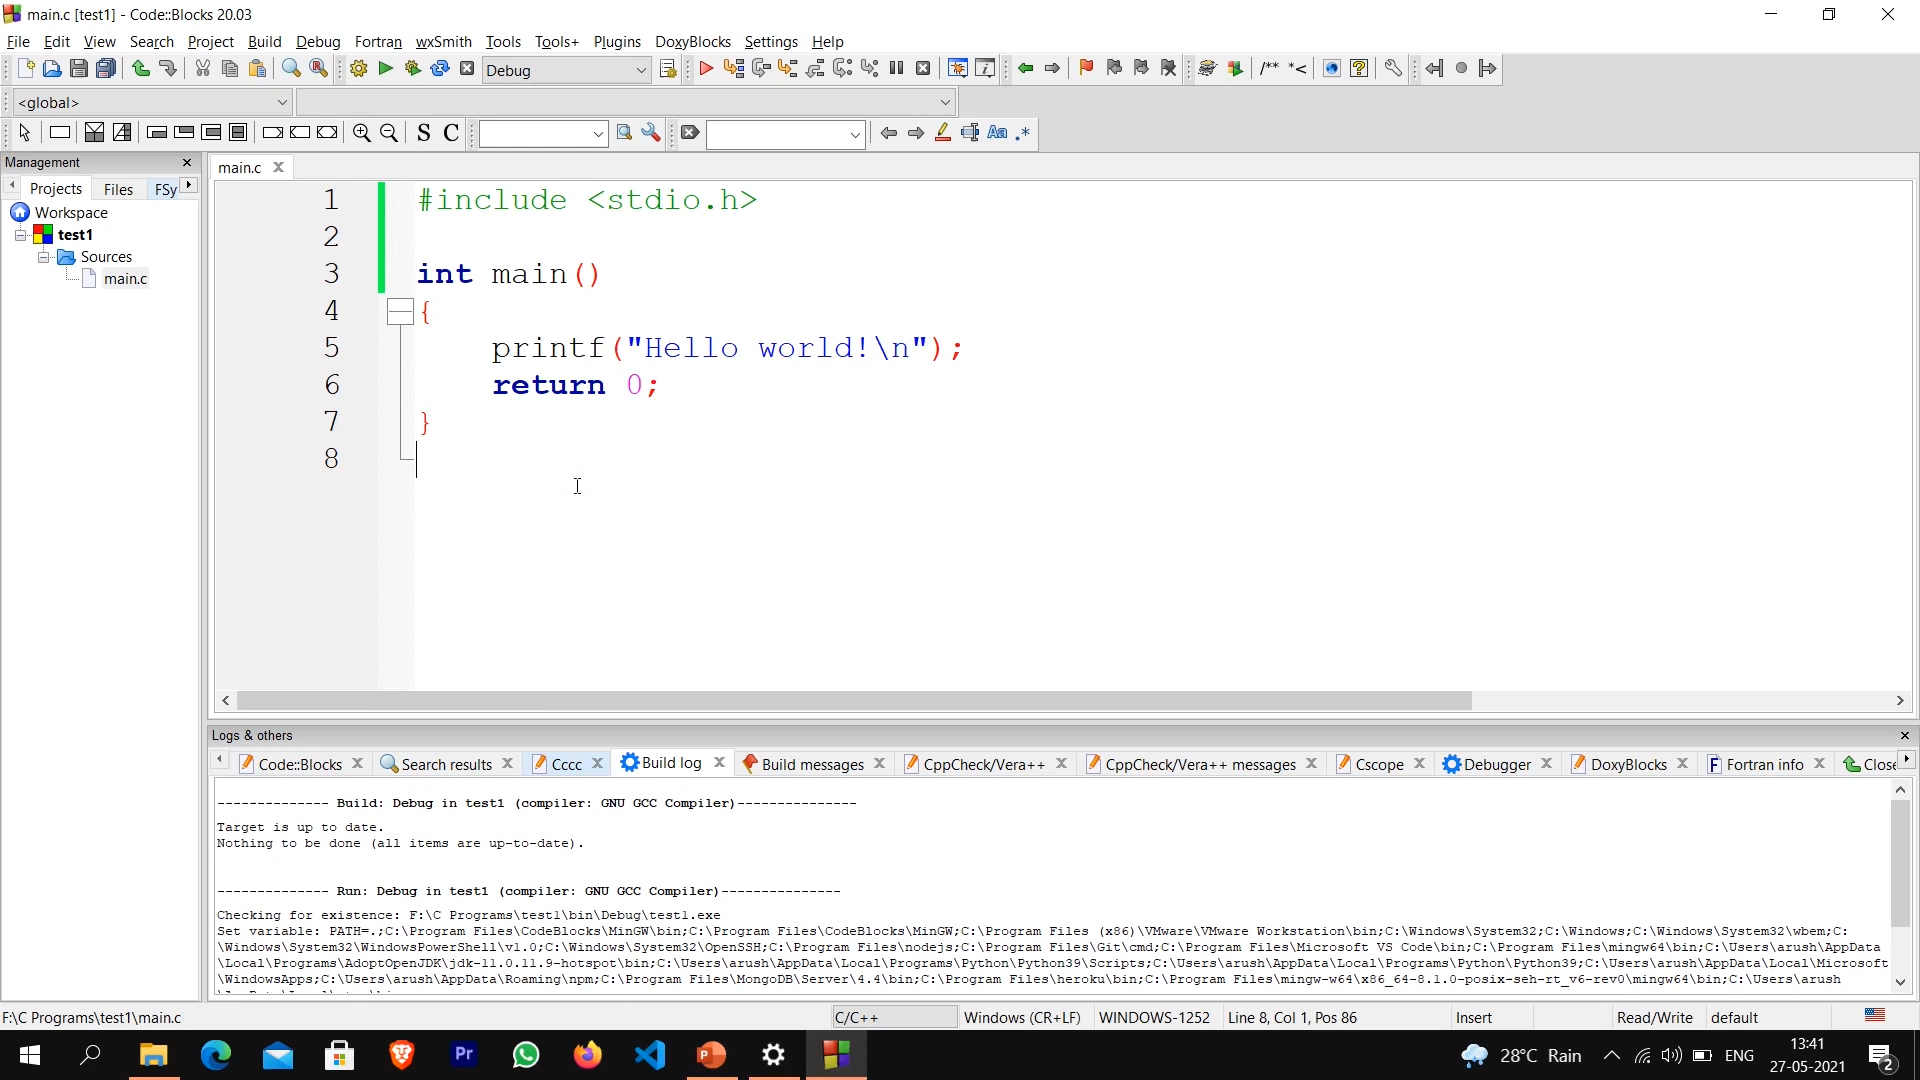 main.c [test1] - Code::Blocks 20.03
File Edit View Search Project Build Debug Fortran wxSmith Tools Tools+ Plugins DoxyBlocks Settings Help
Debug
/** *<
<global>
S C
Aa .*
Management
Projects Files FSy
Workspace
test1
Sources
main.c
main.c
1 #include <stdio.h>
2
3 int main()
4 {
5 printf("Hello world!\n");
6 return 0;
7 }
8
Logs & others
Code::Blocks Search results Cccc Build log Build messages CppCheck/Vera++ CppCheck/Vera++ messages Cscope Debugger DoxyBlocks Fortran info Close
-------------- Build: Debug in test1 (compiler: GNU GCC Compiler)---------------
Target is up to date.
Nothing to be done (all items are up-to-date).
-------------- Run: Debug in test1 (compiler: GNU GCC Compiler)---------------
Checking for existence: F:\C Programs\test1\bin\Debug\test1.exe
Set variable: PATH=.;C:\Program Files\CodeBlocks\MinGW\bin;C:\Program Files\CodeBlocks\MinGW;C:\Program Files (x86)\VMware\VMware Workstation\bin;C:\Windows\System32;C:\Windows;C:\Windows\System32\wbem;C:
\Windows\System32\WindowsPowerShell\v1.0;C:\Windows\System32\OpenSSH;C:\Program Files\nodejs;C:\Program Files\Git\cmd;C:\Program Files\Microsoft VS Code\bin;C:\Program Files\mingw64\bin;C:\Users\arush\AppData
\Local\Programs\AdoptOpenJDK\jdk-11.0.11.9-hotspot\bin;C:\Users\arush\AppData\Local\Programs\Python\Python39\Scripts;C:\Users\arush\AppData\Local\Programs\Python\Python39;C:\Users\arush\AppData\Local\Microsoft
\WindowsApps;C:\Users\arush\AppData\Roaming\npm;C:\Program Files\MongoDB\Server\4.4\bin;C:\Program Files\heroku\bin;C:\Program Files\mingw-w64\x86_64-8.1.0-posix-seh-rt_v6-rev0\mingw64\bin;C:\Users\arush
F:\C Programs\test1\main.c C/C++ Windows (CR+LF) WINDOWS-1252 Line 8, Col 1, Pos 86 Insert Read/Write default
Pr P 28°C Rain ENG 13:41
27-05-2021 2